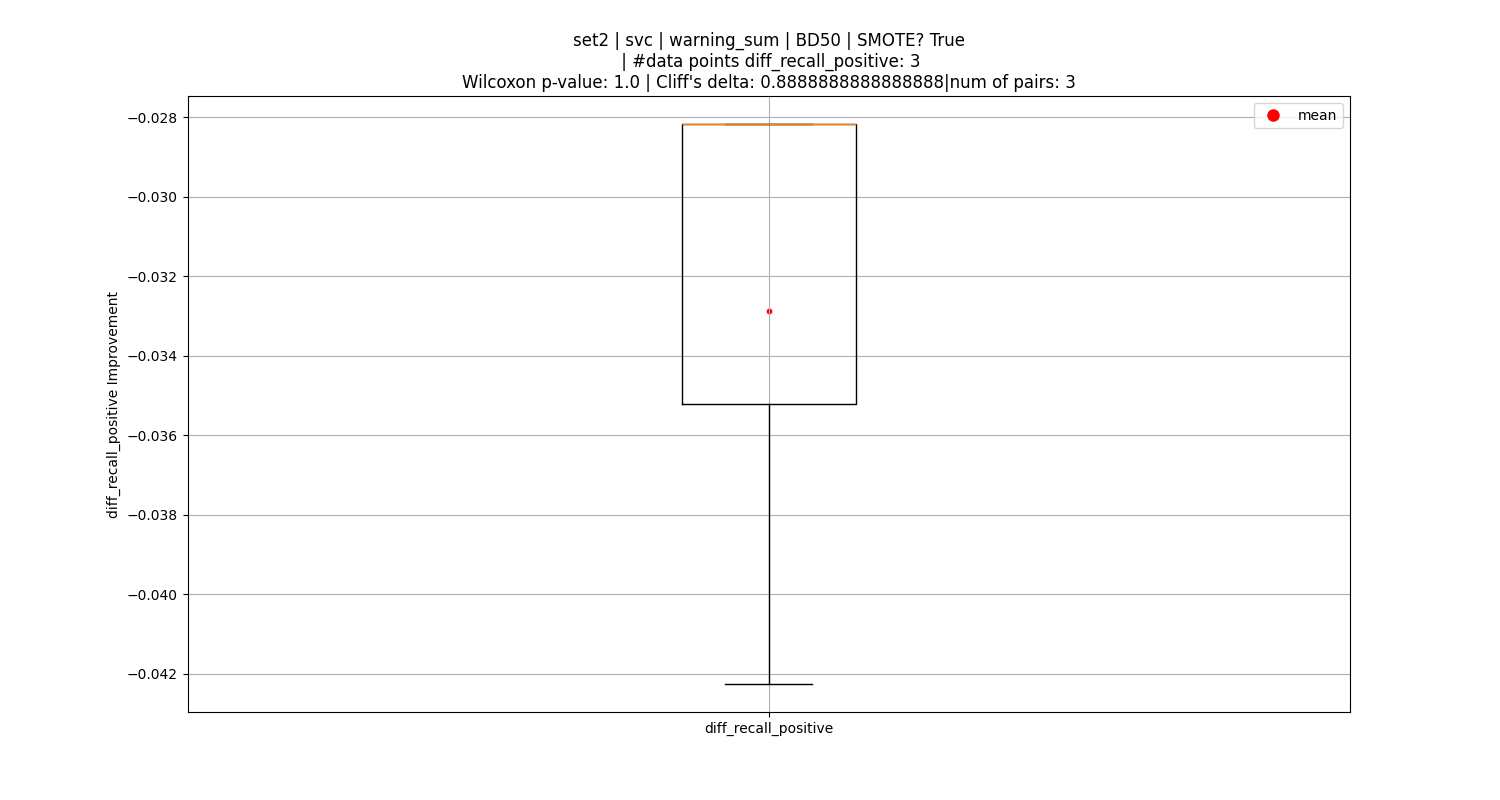 set2 | svc | warning_sum | BD50 | SMOTE? True
| #data points diff_recall_positive: 3
Wilcoxon p-value: 1.0 | Cliff's delta: 0.8888888888888888|num of pairs: 3
mean
−0.028
−0.030
−0.032
−0.034
−0.036
−0.038
−0.040
−0.042
diff_recall_positive Improvement
diff_recall_positive